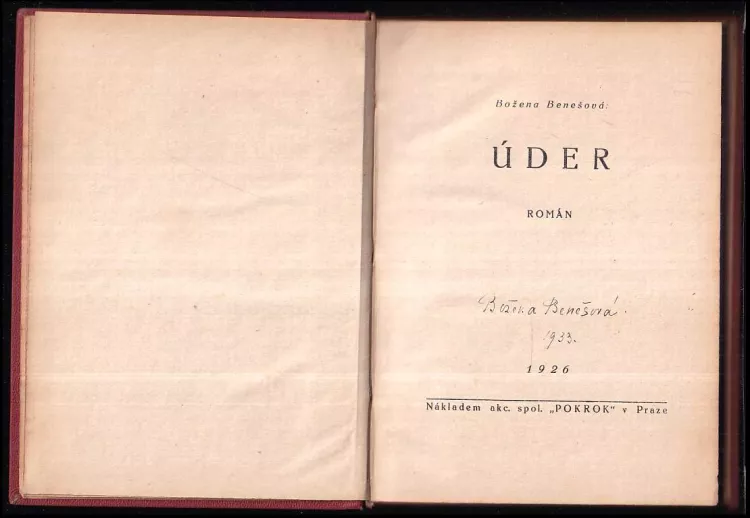 Božena Benešová:
ÚDER
ROMÁN
Božena Benešová.
1933.
1926
Nákladem akc. spol. „POKROK“ v Praze